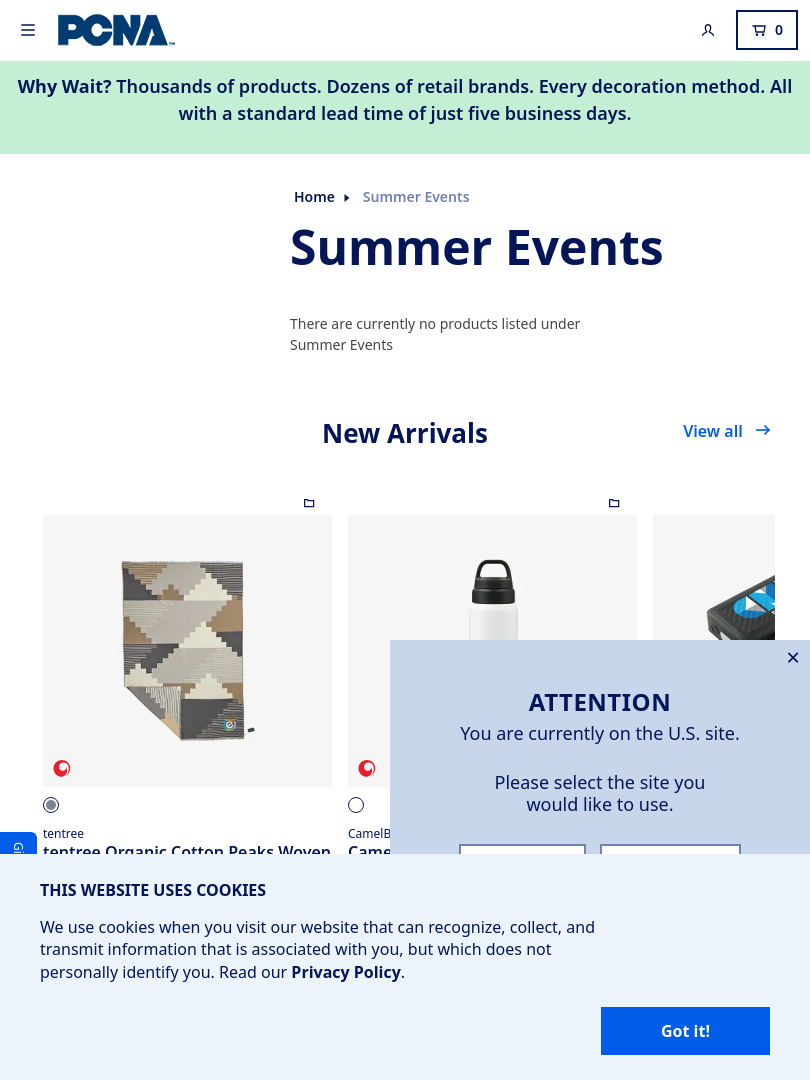 PCNA
0
Why Wait? Thousands of products. Dozens of retail brands. Every decoration method. All
with a standard lead time of just five business days.
Home
Summer Events
Summer Events
There are currently no products listed under
Summer Events
New Arrivals
View all
ATTENTION
You are currently on the U.S. site.
Please select the site you
would like to use.
tentree
CamelB
tentree Organic Cotton Peaks Woven
Came
THIS WEBSITE USES COOKIES
We use cookies when you visit our website that can recognize, collect, and
transmit information that is associated with you, but which does not
personally identify you. Read our Privacy Policy.
Got it!